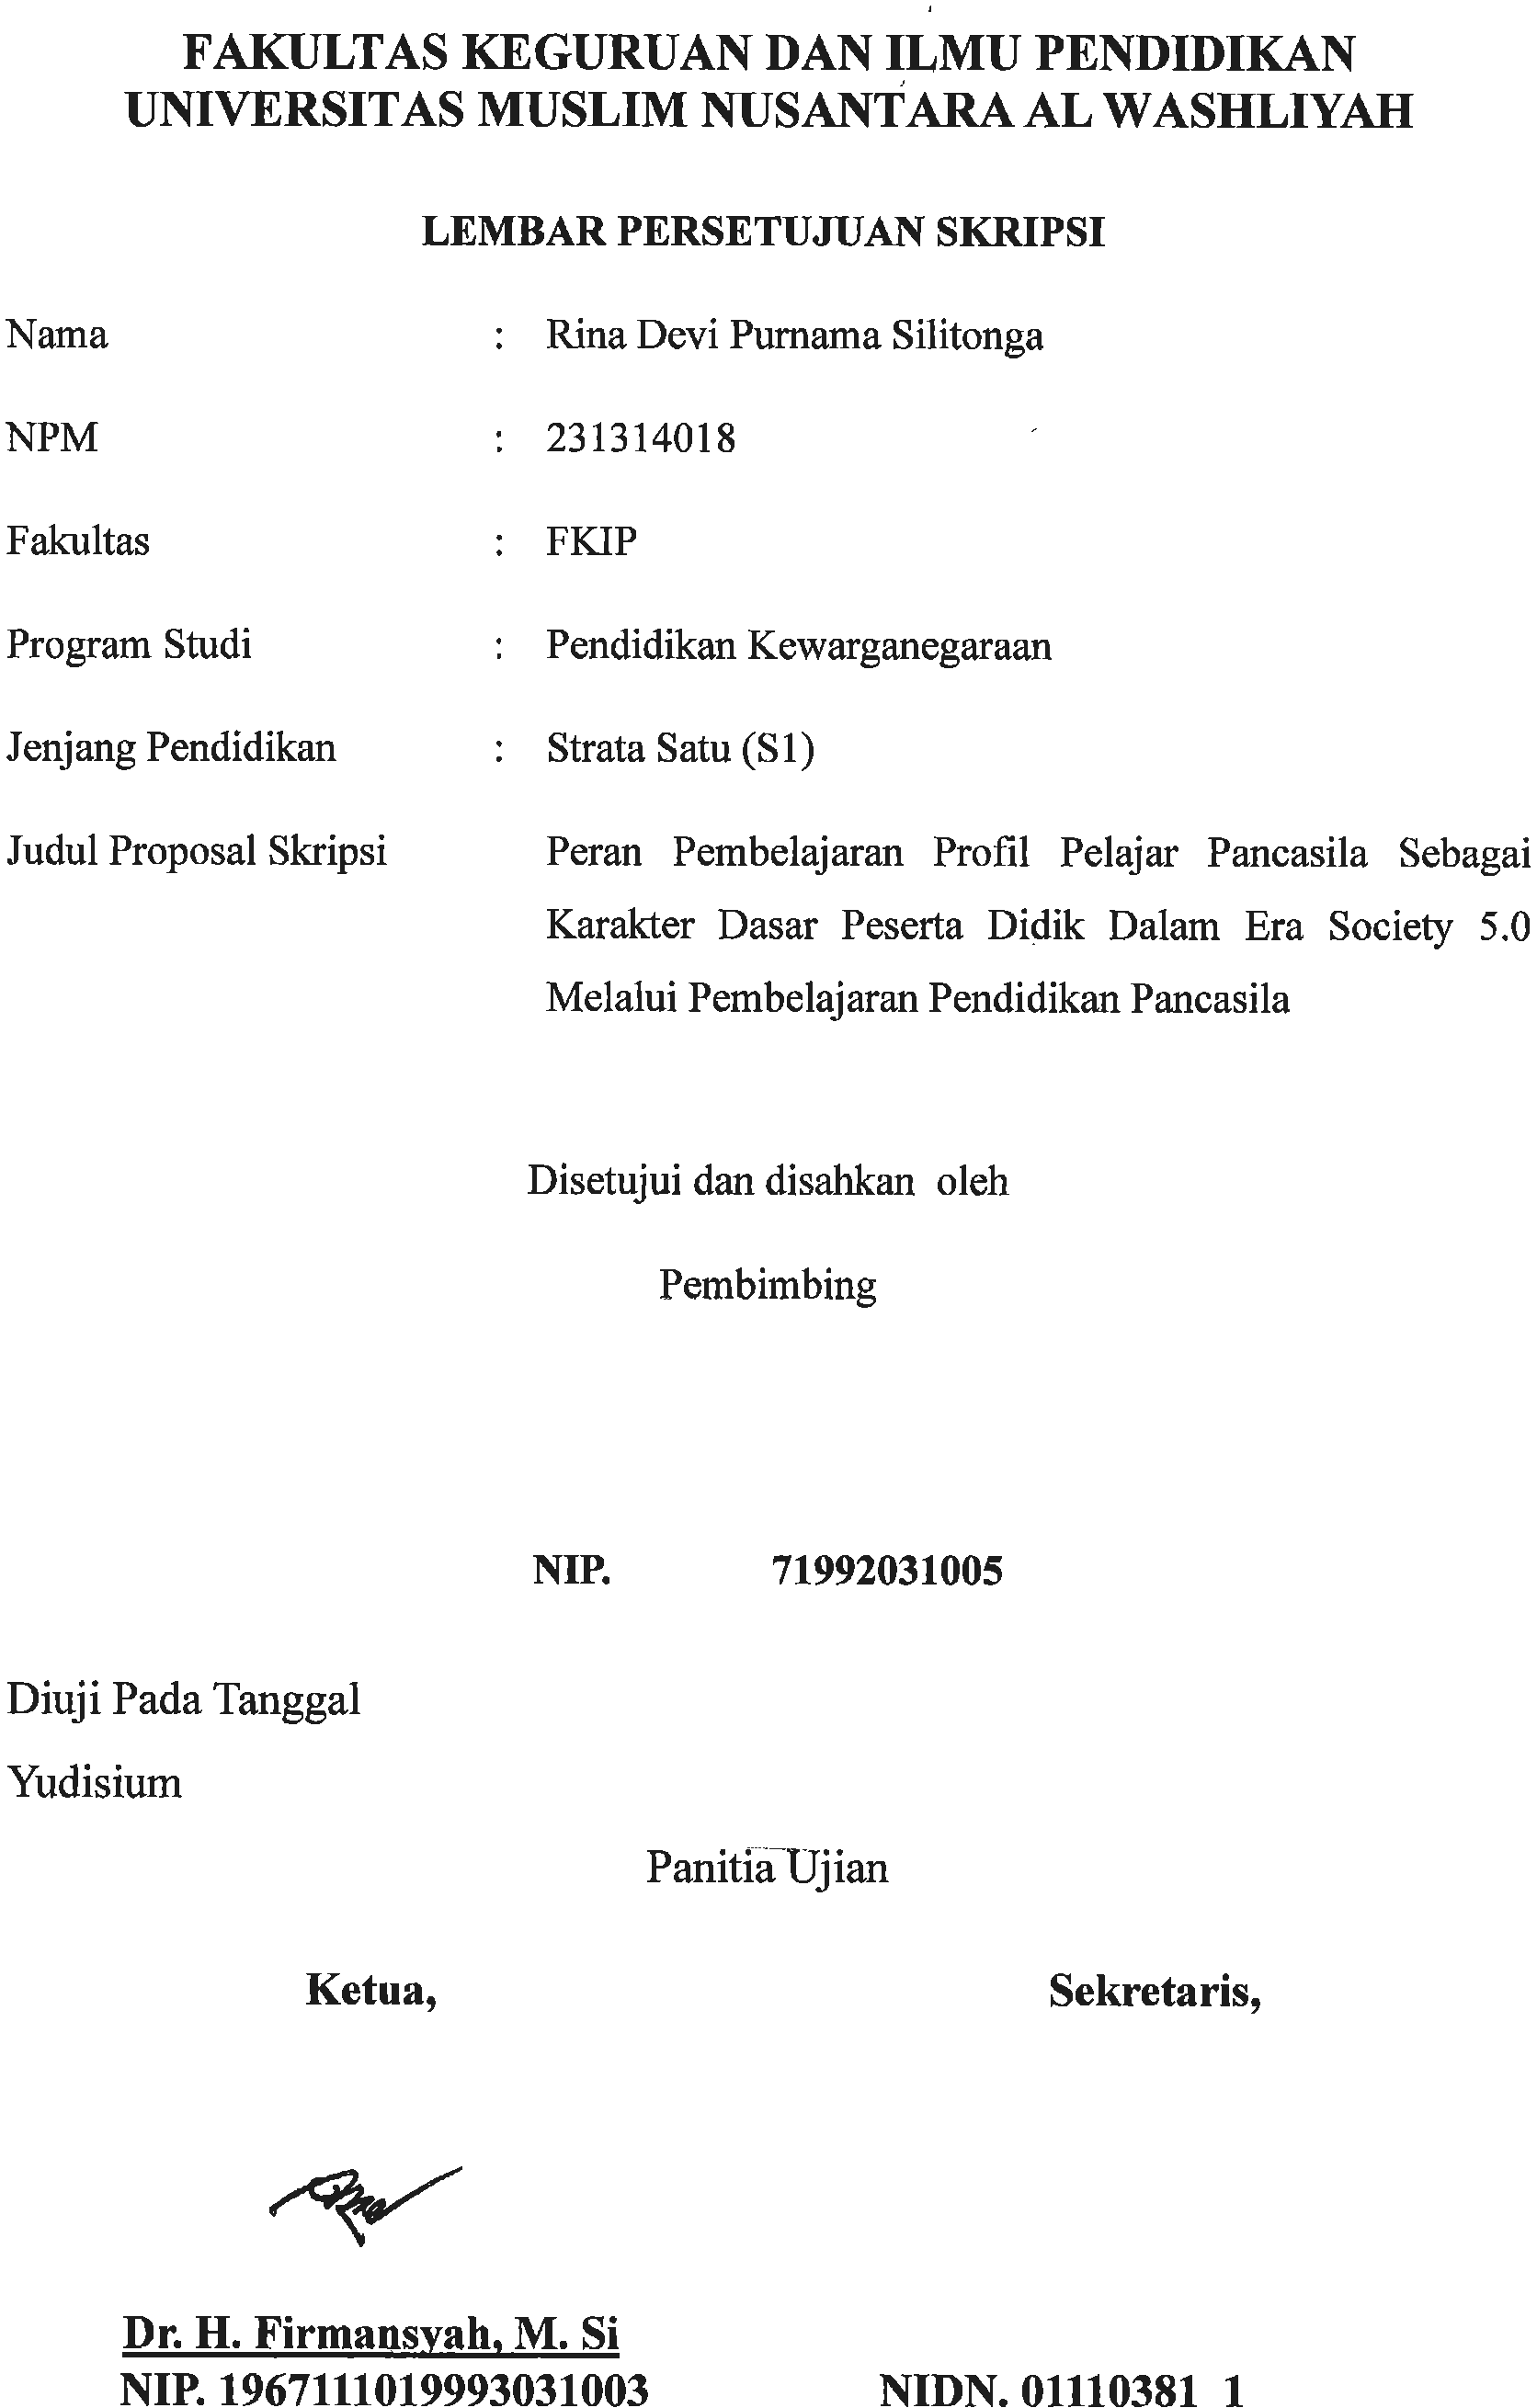 FAKULTAS KEGURUAN DAN ILMU PENDIDIKAN
UNIVERSITAS MUSLIM NUSANTARA AL WASHLIYAH
LEMBAR PERSETUJUAN SKRIPSI
Nama : Rina Devi Purnama Silitonga
NPM : 231314018
Fakultas : FKIP
Program Studi : Pendidikan Kewarganegaraan
Jenjang Pendidikan : Strata Satu (S1)
Judul Proposal Skripsi Peran Pembelajaran Profil Pelajar Pancasila Sebagai
Karakter Dasar Peserta Didik Dalam Era Society 5.0
Melalui Pembelajaran Pendidikan Pancasila
Disetujui dan disahkan oleh
Pembimbing
NIP. 71992031005
Diuji Pada Tanggal
Yudisium
Panitia Ujian
Ketua, Sekretaris,
Dr. H. Firmansyah, M. Si
NIP. 1967111019993031003 NIDN. 01110381 1